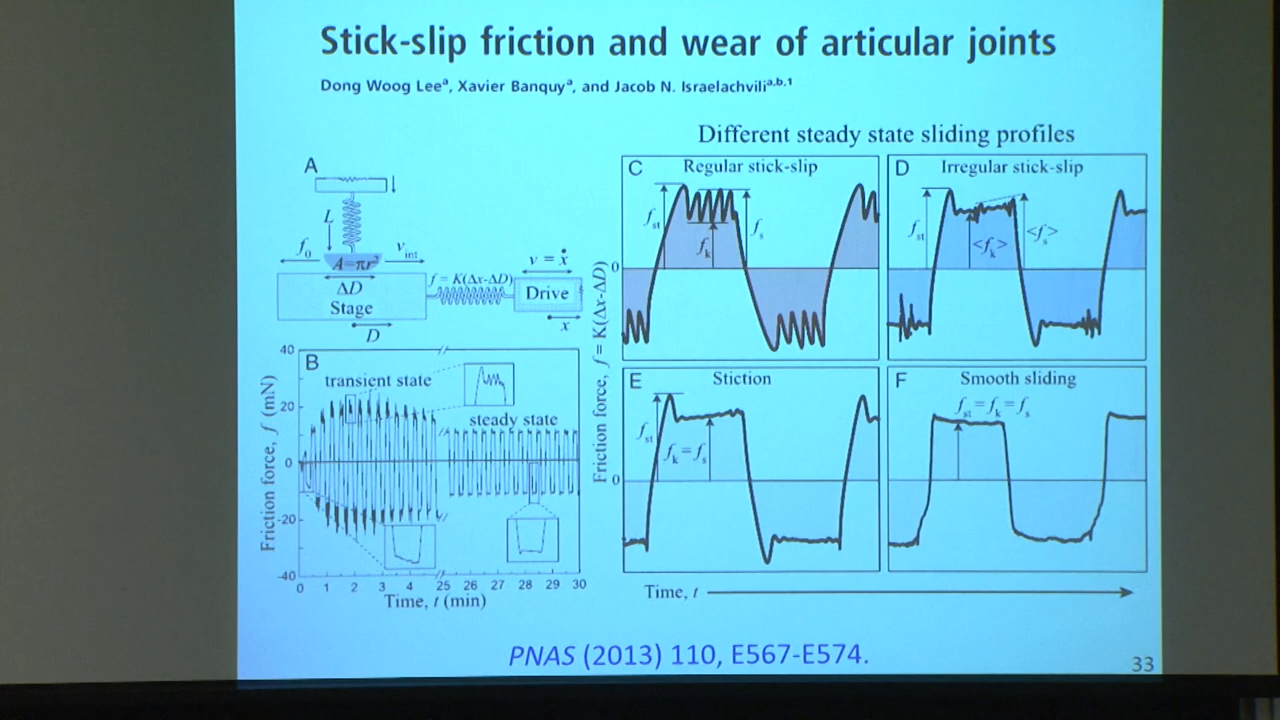 Stick-slip friction and wear of articular joints
Dong Woog Leeª, Xavier Banquyª, and Jacob N. Israelachviliª,ᵇ,¹
Different steady state sliding profiles
A
L
f₀
v_int
A=πr²
ΔD
Stage
D
f = K(Δx-ΔD)
v = ẋ
Drive
x
B
transient state
steady state
Friction force, f (mN)
40
20
0
-20
-40
0 1 2 3 4 25 26 27 28 29 30
Time, t (min)
Friction force, f = K(Δx-ΔD)
C Regular stick-slip
f_st
f_k
f_s
0
D Irregular stick-slip
f_st
<f_k>
<f_s>
E Stiction
f_st
f_k = f_s
0
F Smooth sliding
f_st = f_k = f_s
Time, t
PNAS (2013) 110, E567-E574.
33